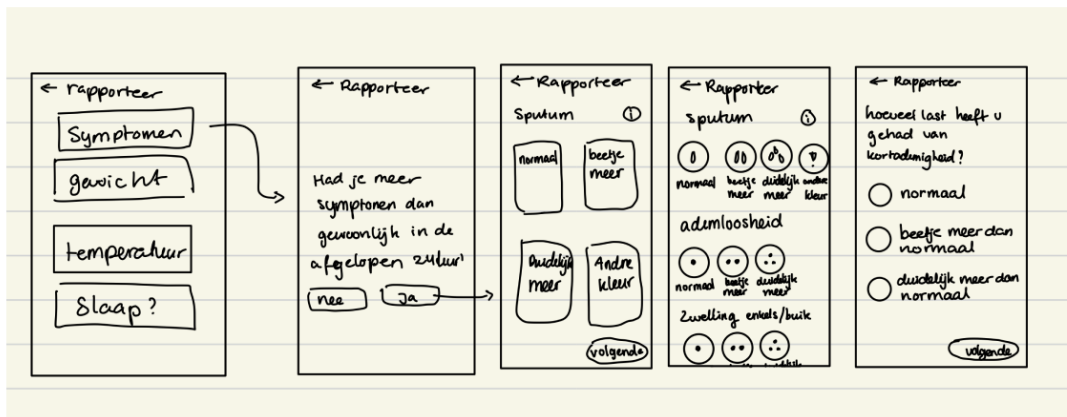 ← rapporteer
Symptomen
gewicht
temperatuur
Slaap?
← Rapporteer
Had je meer
symptonen dan
gewoonlijk in de
afgelopen 24uur?
nee
ja
← Rapporteer
Sputum i
normaal
beetje
meer
Duidelijk
meer
Andre
kleur
volgende
← Rapporteer
sputum i
normaal beetje meer duidelijk meer andere kleur
ademloosheid
normaal beetje meer duidelijk meer
Zwelling enkels/buik
← Rapporteer
hoeveel last heeft u
gehad van
kortademigheid?
normaal
beetje meer dan
normaal
duidelijk meer dan
normaal
volgende